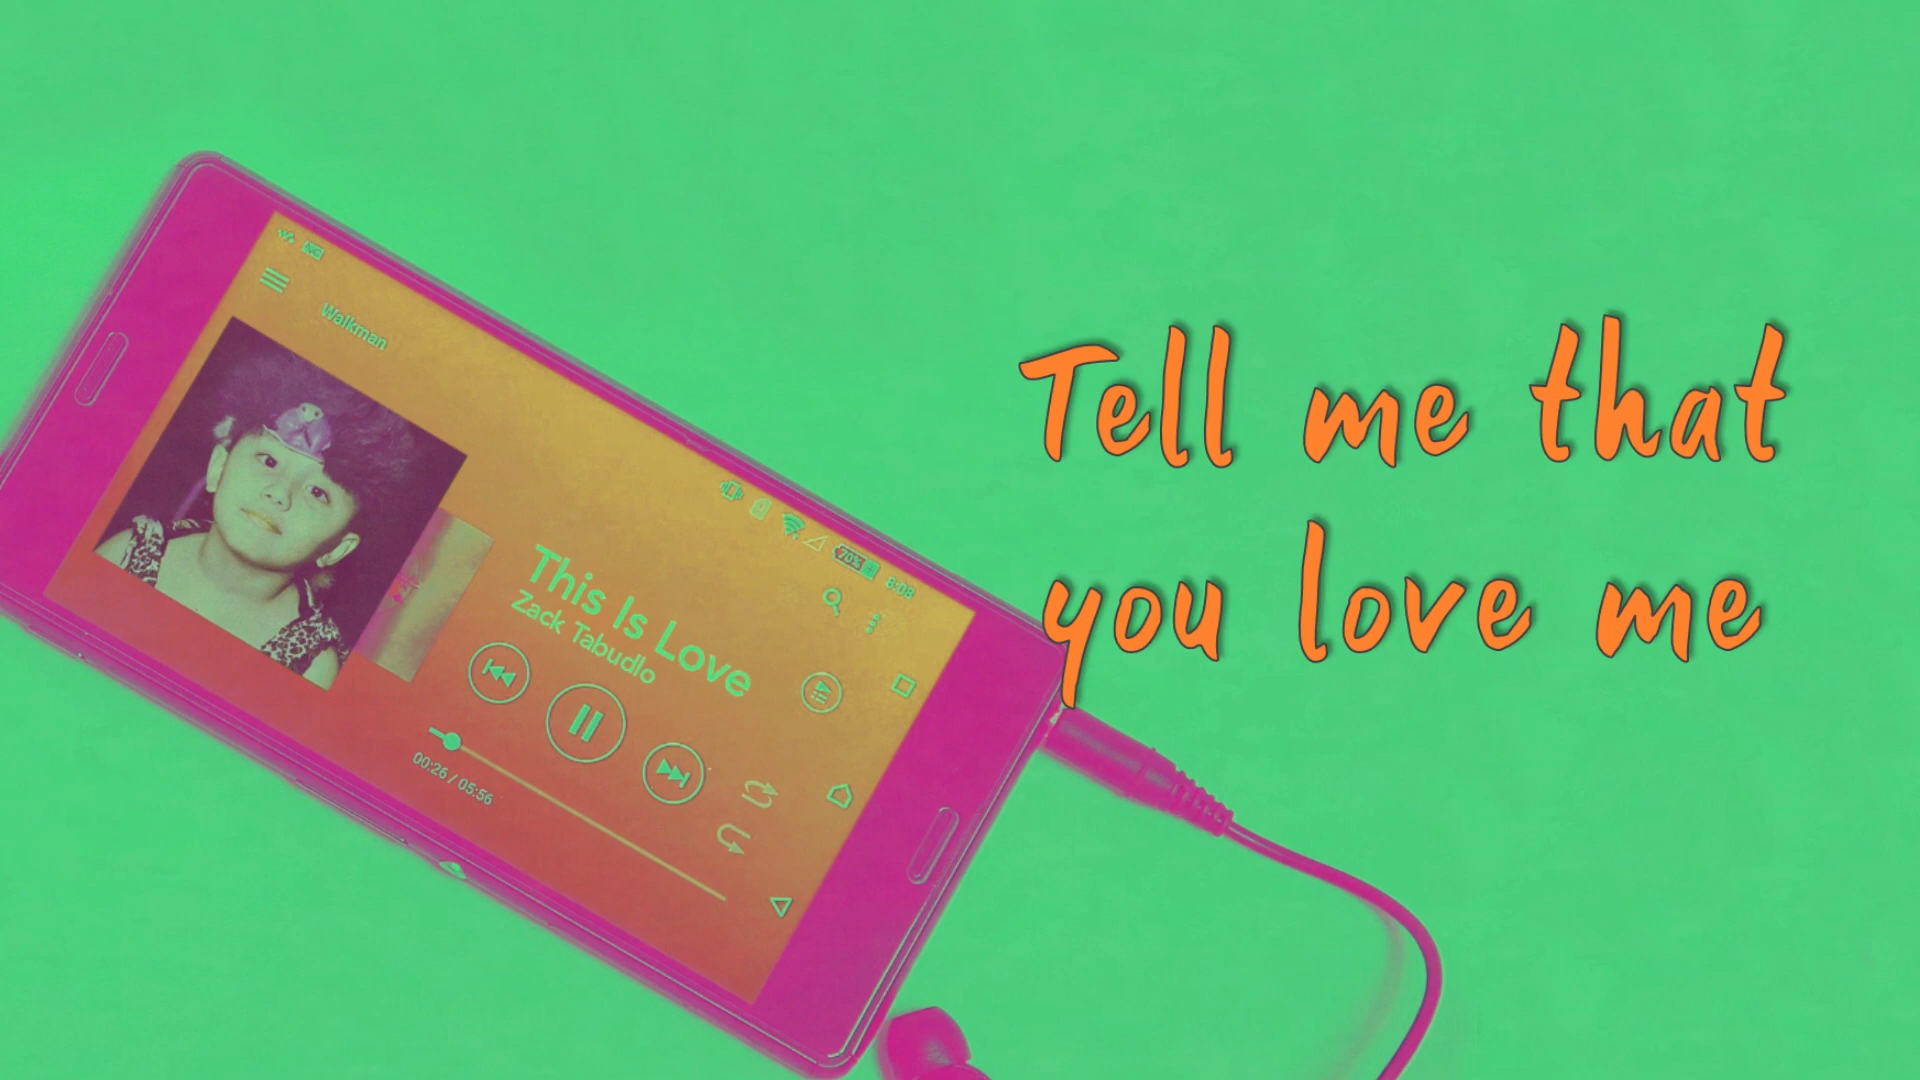 Walkman
70%
8:08
This Is Love
Zack Tabudlo
00:26 / 05:56
Tell me that
you love me